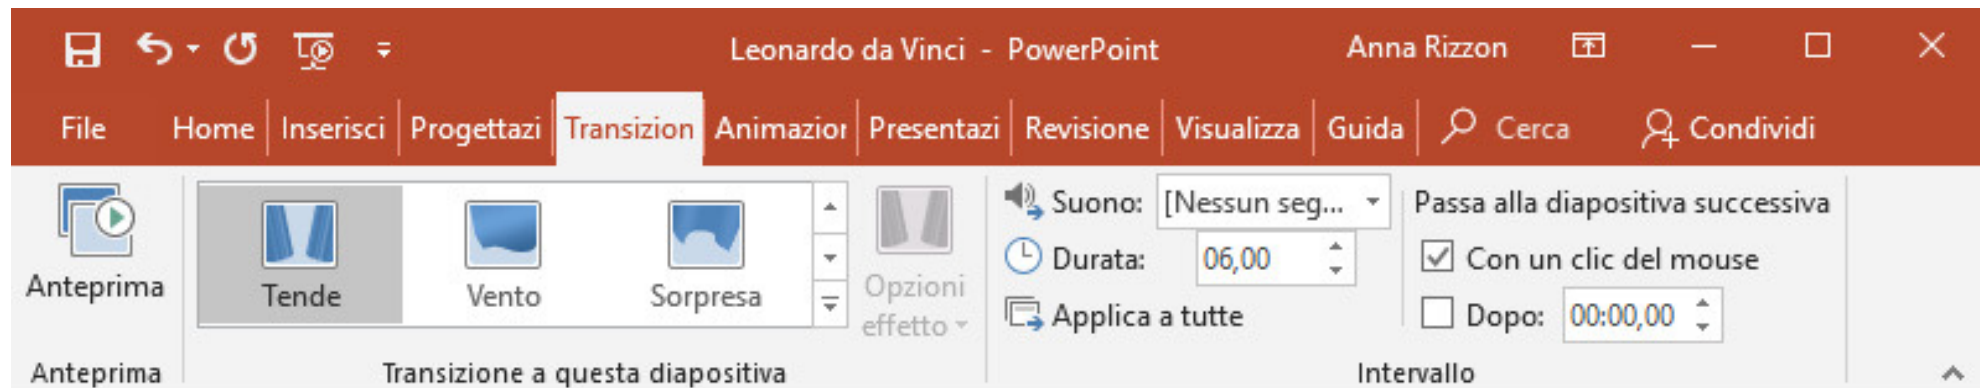 Leonardo da Vinci - PowerPoint Anna Rizzon
File Home Inserisci Progettazi Transizion Animazior Presentazi Revisione Visualizza Guida Cerca Condividi
Suono: [Nessun seg... Passa alla diapositiva successiva
Durata: 06,00 Con un clic del mouse
Anteprima Tende Vento Sorpresa Opzioni effetto
Applica a tutte Dopo: 00:00,00
Anteprima Transizione a questa diapositiva Intervallo